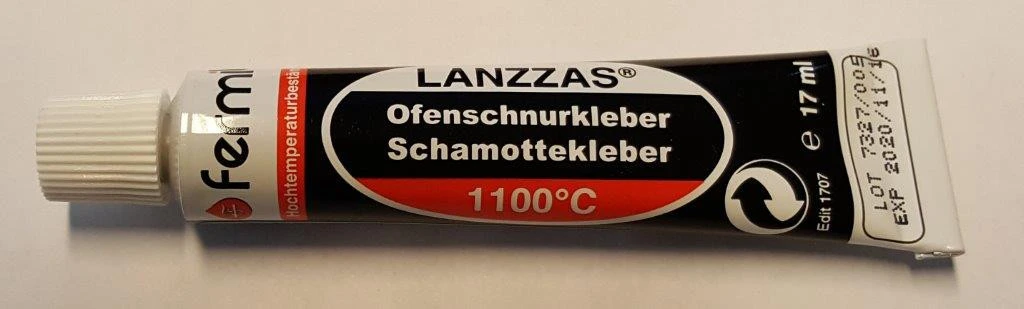 LANZZAS®
Ofenschnurkleber
Schamottekleber
1100°C
Edit 1707
e 17 ml
LOT 7327/005